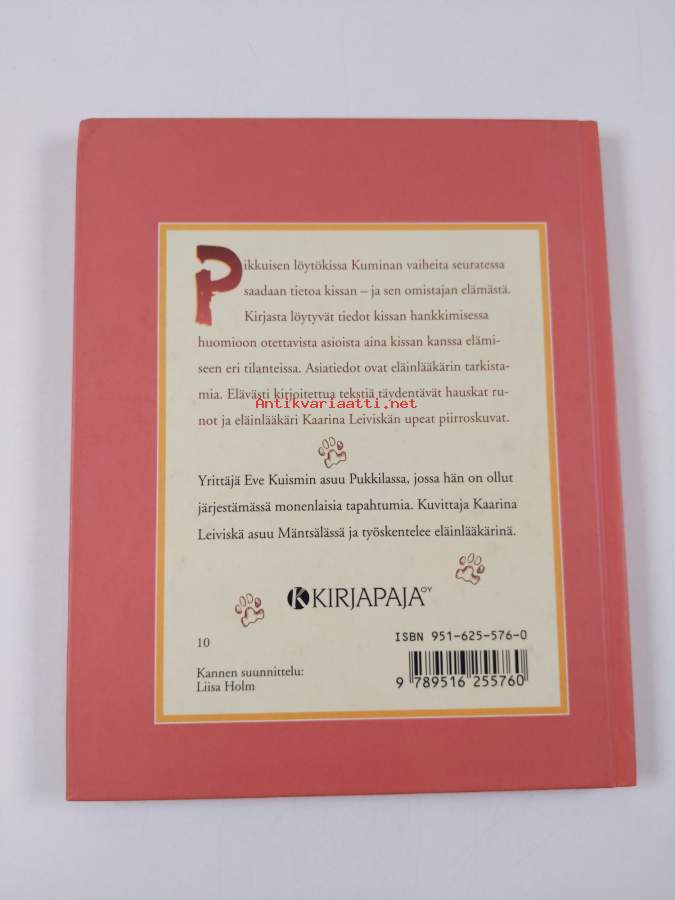 Pikkuisen löytökissa Kuminan vaiheita seuratessa
saadaan tietoa kissan – ja sen omistajan elämästä.
Kirjasta löytyvät tiedot kissan hankkimisessa
huomioon otettavista asioista aina kissan kanssa elämi-
seen eri tilanteissa. Asiatiedot ovat eläinlääkärin tarkista-
mia. Elävästi kirjoitettua tekstiä täydentävät hauskat ru-
Antikvariaatti.net
not ja eläinlääkäri Kaarina Leiviskän upeat piirroskuvat.
Yrittäjä Eve Kuismin asuu Pukkilassa, jossa hän on ollut
järjestämässä monenlaisia tapahtumia. Kuvittaja Kaarina
Leiviskä asuu Mäntsälässä ja työskentelee eläinlääkärinä.
K KIRJAPAJA OY
ISBN 951-625-576-0
10
Kannen suunnittelu:
Liisa Holm
9 789516 255760